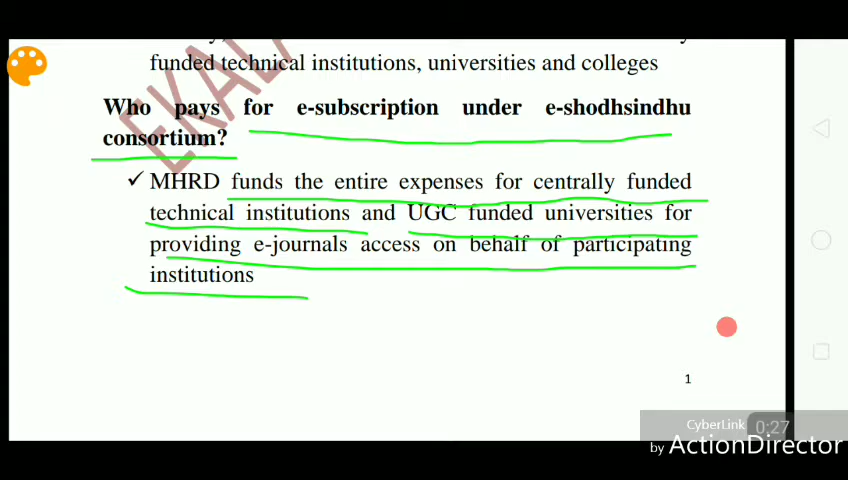 funded technical institutions, universities and colleges
Who pays for e-subscription under e-shodhsindhu
consortium?
✓ MHRD funds the entire expenses for centrally funded
technical institutions and UGC funded universities for
providing e-journals access on behalf of participating
institutions
1
CyberLink 0:27
by ActionDirector